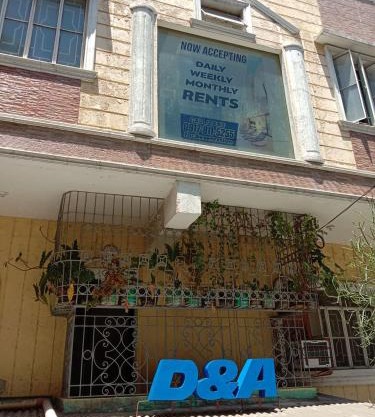 NOW ACCEPTING
DAILY
WEEKLY
MONTHLY
RENTS
D&A